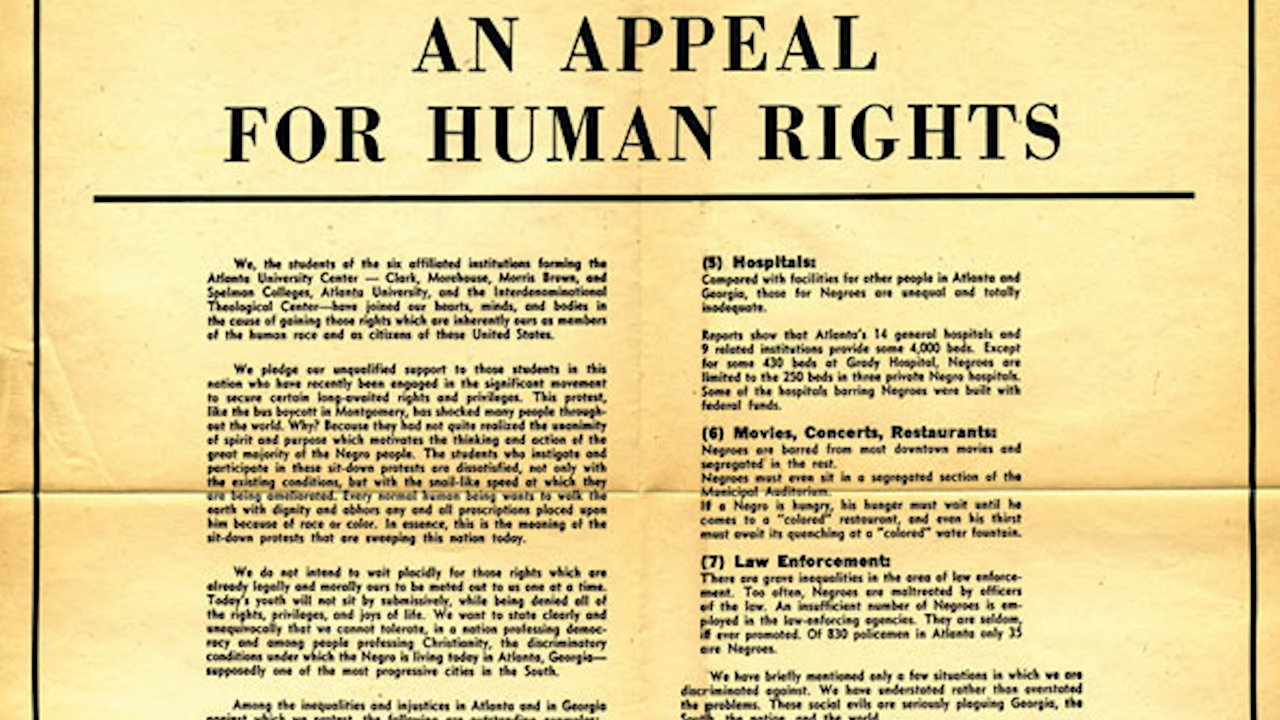 AN APPEAL
FOR HUMAN RIGHTS
We, the students of the six affiliated institutions forming the
Atlanta University Center — Clark, Morehouse, Morris Brown, and
Spelman Colleges, Atlanta University, and the Interdenominational
Theological Center—have joined our hearts, minds, and bodies in
the cause of gaining those rights which are inherently ours as members
of the human race and as citizens of these United States.
We pledge our unqualified support to those students in this
nation who have recently been engaged in the significant movement
to secure certain long-awaited rights and privileges. This protest,
like the bus boycott in Montgomery, has shocked many people through-
out the world. Why? Because they had not quite realized the unanimity
of spirit and purpose which motivates the thinking and action of the
great majority of the Negro people. The students who instigate and
participate in these sit-down protests are dissatisfied, not only with
the existing conditions, but with the snail-like speed at which they
are being ameliorated. Every normal human being wants to walk the
earth with dignity and abhors any and all proscriptions placed upon
him because of race or color. In essence, this is the meaning of the
sit-down protests that are sweeping this nation today.
We do not intend to wait placidly for those rights which are
already legally and morally ours to be meted out to us one at a time.
Today's youth will not sit by submissively, while being denied all of
the rights, privileges, and joys of life. We want to state clearly and
unequivocally that we cannot tolerate, in a nation professing democ-
racy and among people professing Christianity, the discriminatory
conditions under which the Negro is living today in Atlanta, Georgia—
supposedly one of the most progressive cities in the South.
Among the inequalities and injustices in Atlanta and in Georgia
against which we protest, the following are outstanding examples:
(5) Hospitals:
Compared with facilities for other people in Atlanta and
Georgia, those for Negroes are unequal and totally
inadequate.
Reports show that Atlanta's 14 general hospitals and
9 related institutions provide some 4,000 beds. Except
for some 430 beds at Grady Hospital, Negroes are
limited to the 250 beds in three private Negro hospitals.
Some of the hospitals barring Negroes were built with
federal funds.
(6) Movies, Concerts, Restaurants:
Negroes are barred from most downtown movies and
segregated in the rest.
Negroes must even sit in a segregated section of the
Municipal Auditorium.
If a Negro is hungry, his hunger must wait until he
comes to a "colored" restaurant, and even his thirst
must await its quenching at a "colored" water fountain.
(7) Law Enforcement:
There are grave inequalities in the area of law enforce-
ment. Too often, Negroes are maltreated by officers
of the law. An insufficient number of Negroes is em-
ployed in the law-enforcing agencies. They are seldom,
if ever promoted. Of 830 policemen in Atlanta only 35
are Negroes.
We have briefly mentioned only a few situations in which we are
discriminated against. We have understated rather than overstated
the problems. These social evils are seriously plaguing Georgia, the
South, the nation, and the world.